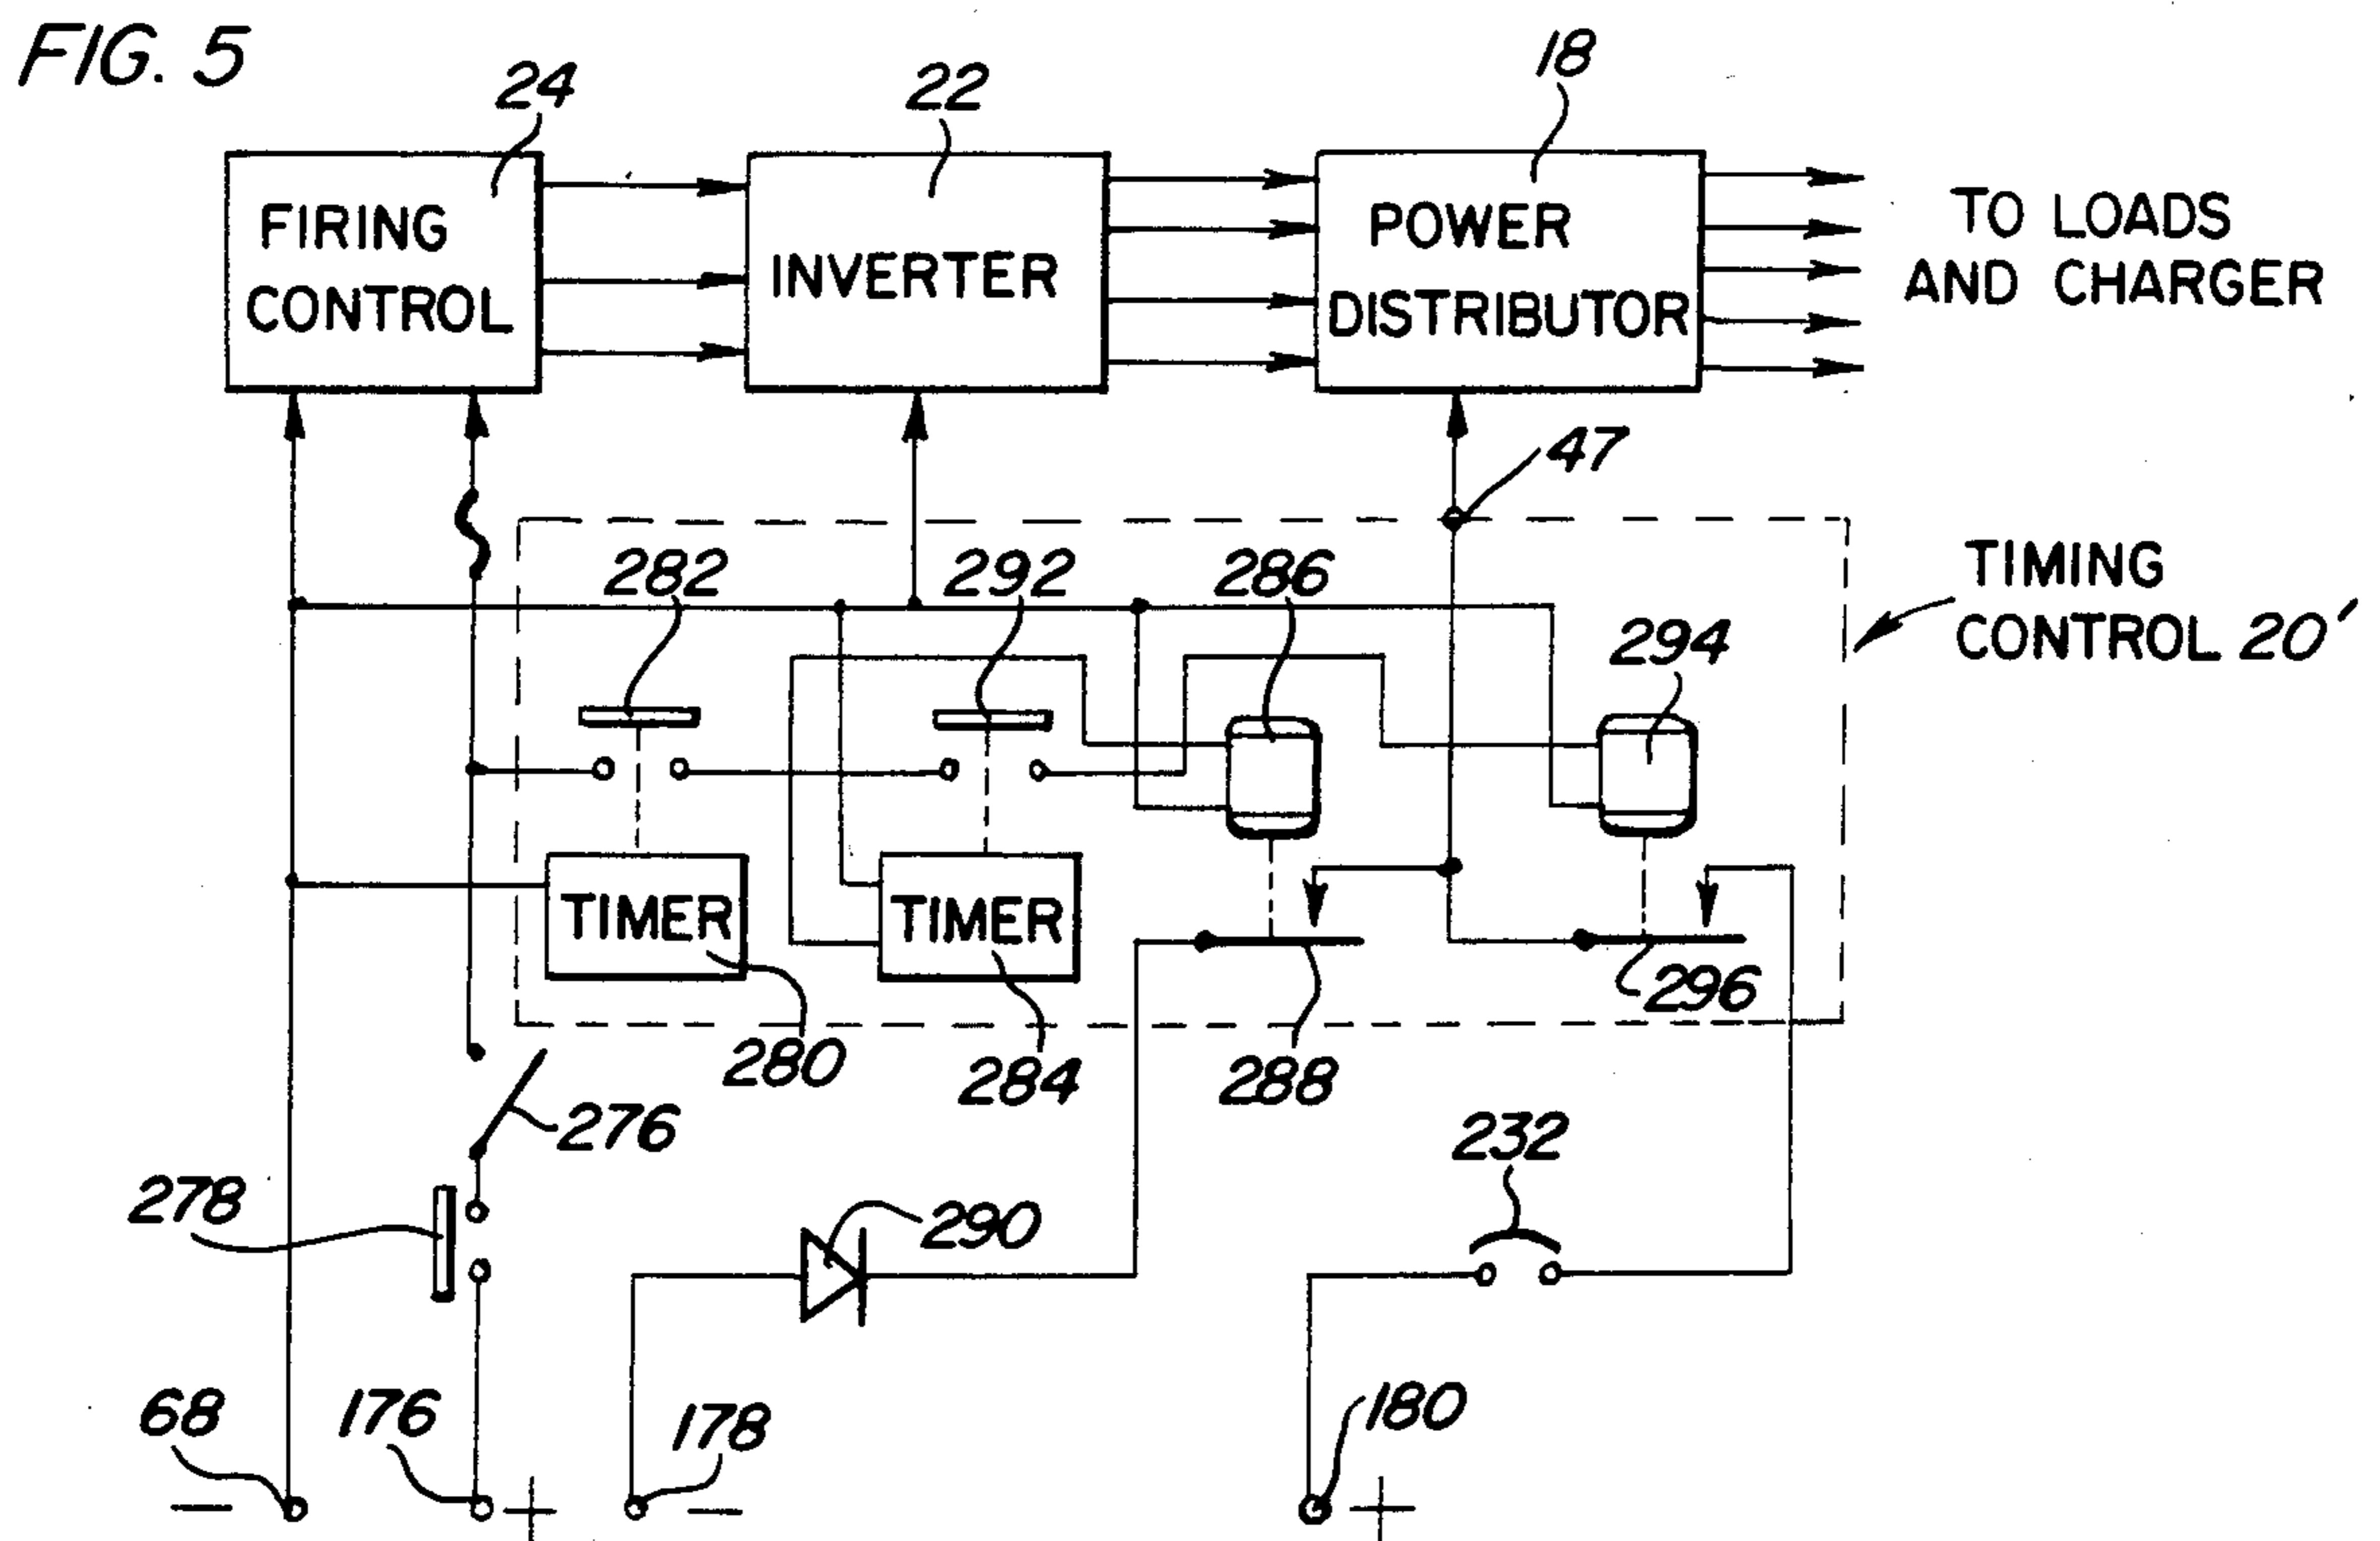 FIG. 5
24
22
18
FIRING
CONTROL
INVERTER
POWER
DISTRIBUTOR
TO LOADS
AND CHARGER
47
282
292
286
294
TIMING
CONTROL 20'
TIMER
TIMER
280
284
288
296
276
278
290
232
68
176
178
180
− + − +